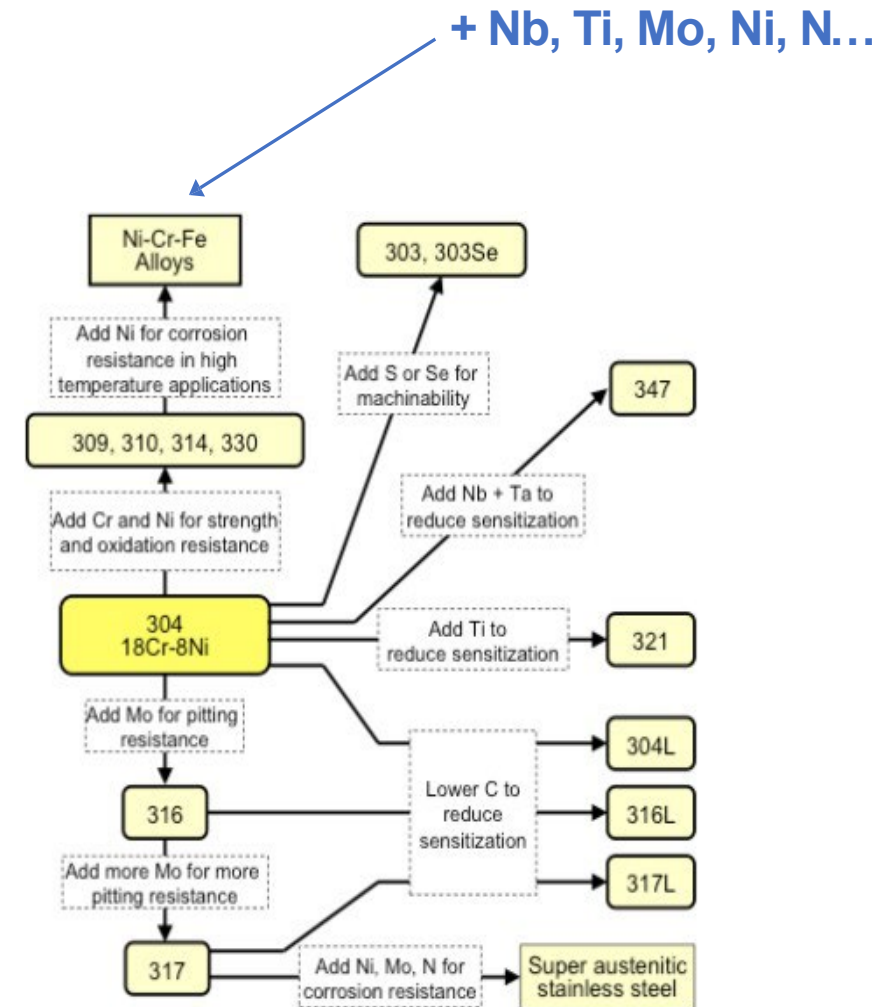 + Nb, Ti, Mo, Ni, N…
Ni-Cr-Fe
Alloys
303, 303Se
Add Ni for corrosion
resistance in high
temperature applications
Add S or Se for
machinability
347
309, 310, 314, 330
Add Nb + Ta to
reduce sensitization
Add Cr and Ni for strength
and oxidation resistance
304
18Cr-8Ni
Add Ti to
reduce sensitization
321
Add Mo for pitting
resistance
304L
Lower C to
reduce
sensitization
316
316L
Add more Mo for more
pitting resistance
317L
317
Add Ni, Mo, N for
corrosion resistance
Super austenitic
stainless steel